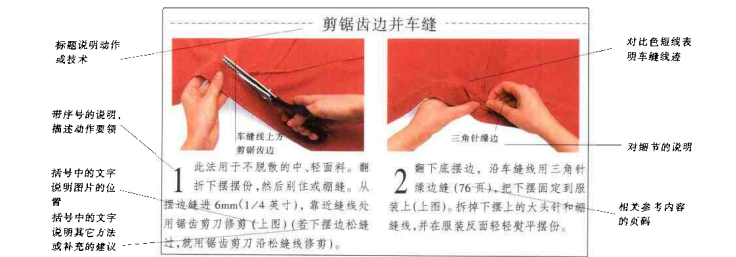 剪锯齿边并车缝
标题说明动作
或技术
对比色短线表
明车缝线迹
带序号的说明，
描述动作要领
车缝线上方
剪锯齿边
三角针缲边
对细节的说明
括号中的文字
说明图片的位
置
括号中的文字
说明其它方法
或补充的建议
1 此法用于不脱散的中、轻面料。翻
折下摆摆份，然后别住或绷缝。从
摆边缝进6mm(1/4英寸)，靠近缝线处
用锯齿剪刀修剪(上图)(若下摆边松缝
过，就用锯齿剪刀沿松缝线修剪)。
2 翻下底摆边，沿车缝线用三角针
缲边缝(76页)，把下摆固定到服
装上(上图)。拆掉下摆上的大头针和绷
缝线，并在服装反面轻轻熨平摆份。
相关参考内容
的页码